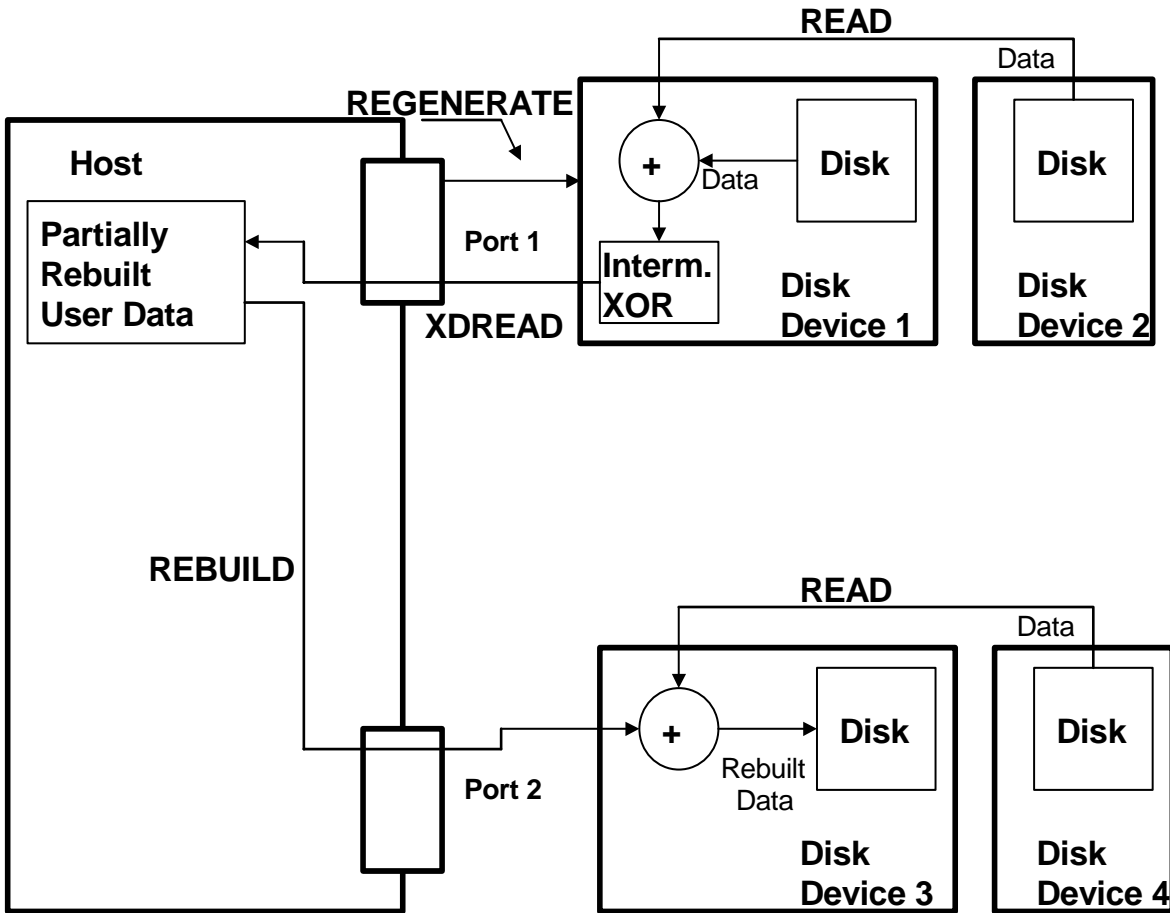 READ
Data
REGENERATE
Host
+
Data
Disk
Disk
Partially
Rebuilt
User Data
Port 1
Interm.
XOR
Disk
Device 1
Disk
Device 2
XDREAD
REBUILD
READ
Data
+
Disk
Disk
Rebuilt
Data
Port 2
Disk
Device 3
Disk
Device 4